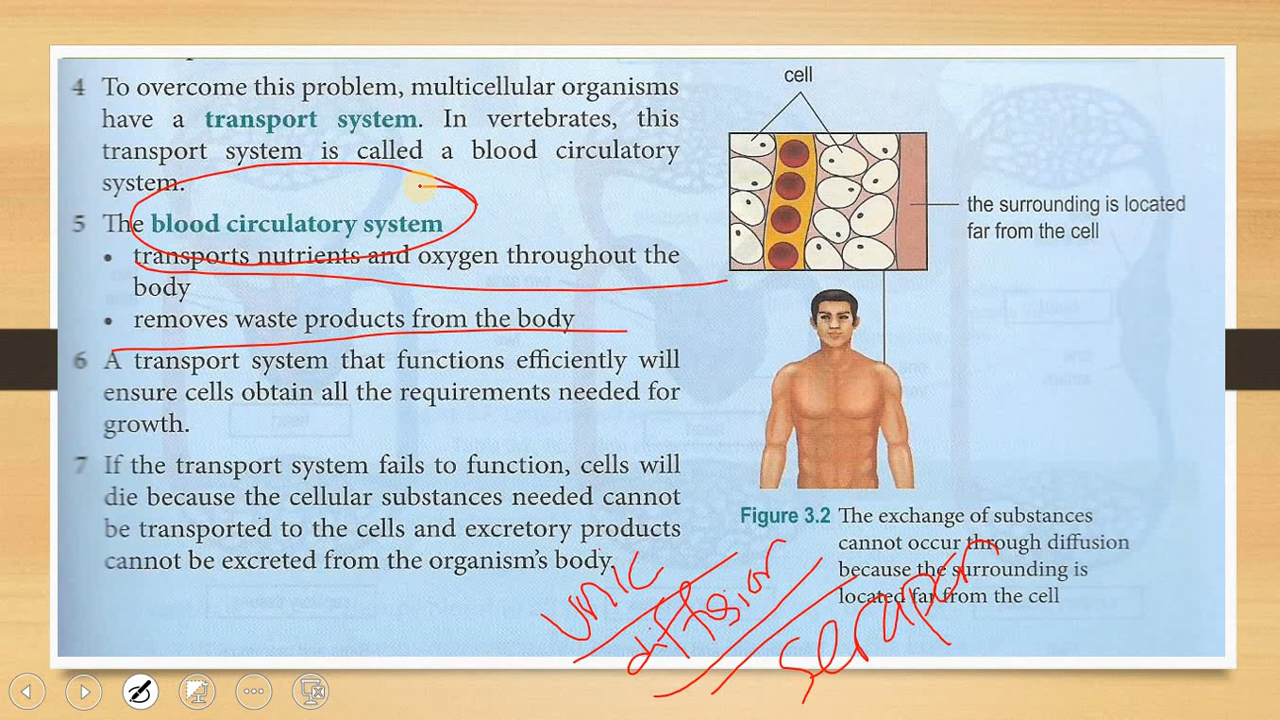 4 To overcome this problem, multicellular organisms
have a transport system. In vertebrates, this
transport system is called a blood circulatory
system.
5 The blood circulatory system
• transports nutrients and oxygen throughout the
body
• removes waste products from the body
6 A transport system that functions efficiently will
ensure cells obtain all the requirements needed for
growth.
7 If the transport system fails to function, cells will
die because the cellular substances needed cannot
be transported to the cells and excretory products
cannot be excreted from the organism's body.
cell
the surrounding is located
far from the cell
Figure 3.2 The exchange of substances
cannot occur through diffusion
because the surrounding is
located far from the cell
diffusion
serapan